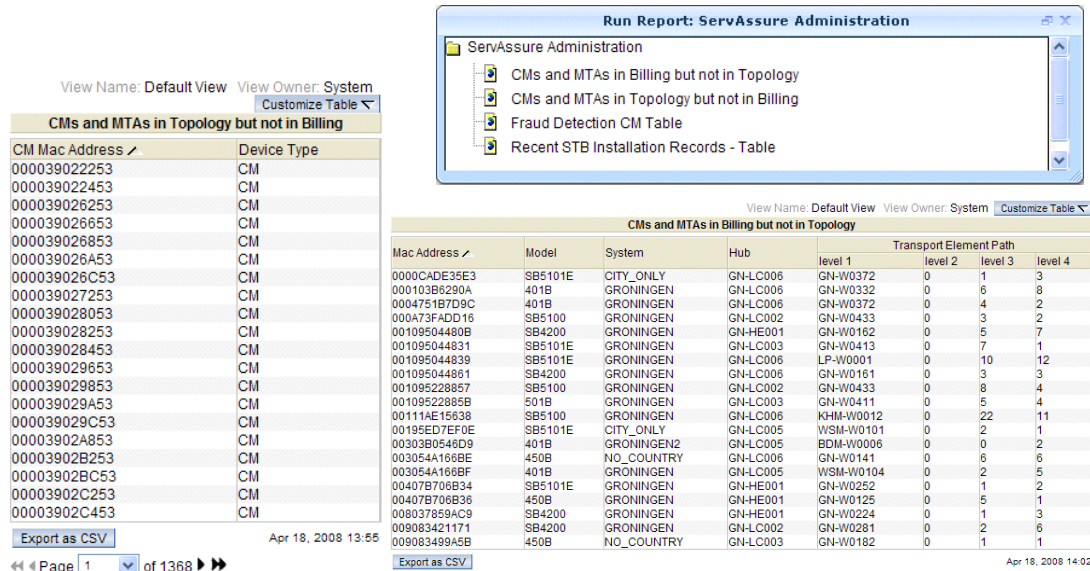 Run Report: ServAssure Administration
ServAssure Administration
CMs and MTAs in Billing but not in Topology
CMs and MTAs in Topology but not in Billing
Fraud Detection CM Table
Recent STB Installation Records - Table
View Name: Default View View Owner: System
Customize Table
CMs and MTAs in Topology but not in Billing
CM Mac Address Device Type
000039022253 CM
000039022453 CM
000039026253 CM
000039026653 CM
000039026853 CM
000039026A53 CM
000039026C53 CM
000039027253 CM
000039028053 CM
000039028253 CM
000039028453 CM
000039029653 CM
000039029853 CM
000039029A53 CM
000039029C53 CM
00003902A853 CM
00003902B253 CM
00003902BC53 CM
00003902C253 CM
00003902C453 CM
Export as CSV Apr 18, 2008 13:55
Page 1 of 1368
View Name: Default View View Owner: System Customize Table
CMs and MTAs in Billing but not in Topology
Mac Address Model System Hub Transport Element Path
level 1 level 2 level 3 level 4
0000CADE35E3 SB5101E CITY_ONLY GN-LC006 GN-W0372 0 1 3
000103B6290A 401B GRONINGEN GN-LC006 GN-W0332 0 6 8
0004751B7D9C 401B GRONINGEN GN-LC006 GN-W0372 0 4 2
000A73FADD16 SB5100 GRONINGEN GN-LC002 GN-W0433 0 3 2
00109504480B SB4200 GRONINGEN GN-HE001 GN-W0162 0 5 7
001095044831 SB5101E GRONINGEN GN-LC003 GN-W0413 0 7 1
001095044839 SB5101E GRONINGEN GN-LC006 LP-W0001 0 10 12
001095044861 SB4200 GRONINGEN GN-LC006 GN-W0161 0 3 3
001095228857 SB5100 GRONINGEN GN-LC002 GN-W0433 0 8 4
00109522885B 501B GRONINGEN GN-LC003 GN-W0411 0 5 4
00111AE15638 SB5100 GRONINGEN GN-LC006 KHM-W0012 0 22 11
00195ED7EF0E SB5101E CITY_ONLY GN-LC005 WSM-W0101 0 2 1
00303B0546D9 401B GRONINGEN2 GN-LC005 BDM-W0006 0 0 2
003054A166BE 450B NO_COUNTRY GN-LC006 GN-W0141 0 6 6
003054A166BF 401B GRONINGEN GN-LC005 WSM-W0104 0 2 5
00407B706B34 SB5101E GRONINGEN GN-HE001 GN-W0252 0 1 2
00407B706B36 450B GRONINGEN GN-HE001 GN-W0125 0 5 1
008037859AC9 SB4200 GRONINGEN GN-HE001 GN-W0224 0 1 3
009083421171 SB4200 GRONINGEN GN-LC002 GN-W0281 0 2 6
009083499A5B 450B NO_COUNTRY GN-LC003 GN-W0182 0 1 1
Export as CSV Apr 18, 2008 14:02